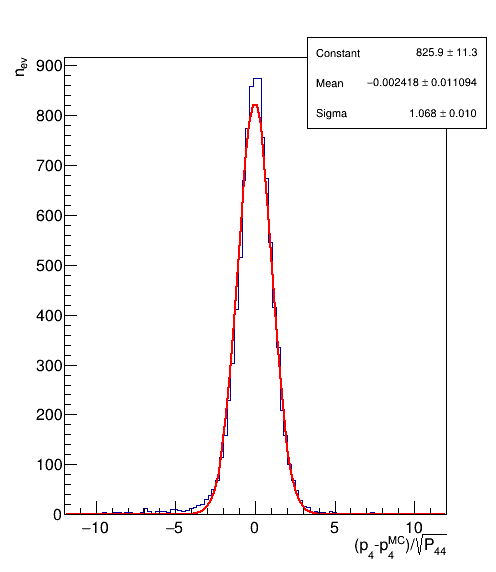 Constant 825.9 ± 11.3
Mean −0.002418 ± 0.011094
Sigma 1.068 ± 0.010
n_ev
900
800
700
600
500
400
300
200
100
0
−10 −5 0 5 10
(p_4-p_4^MC)/√P_44